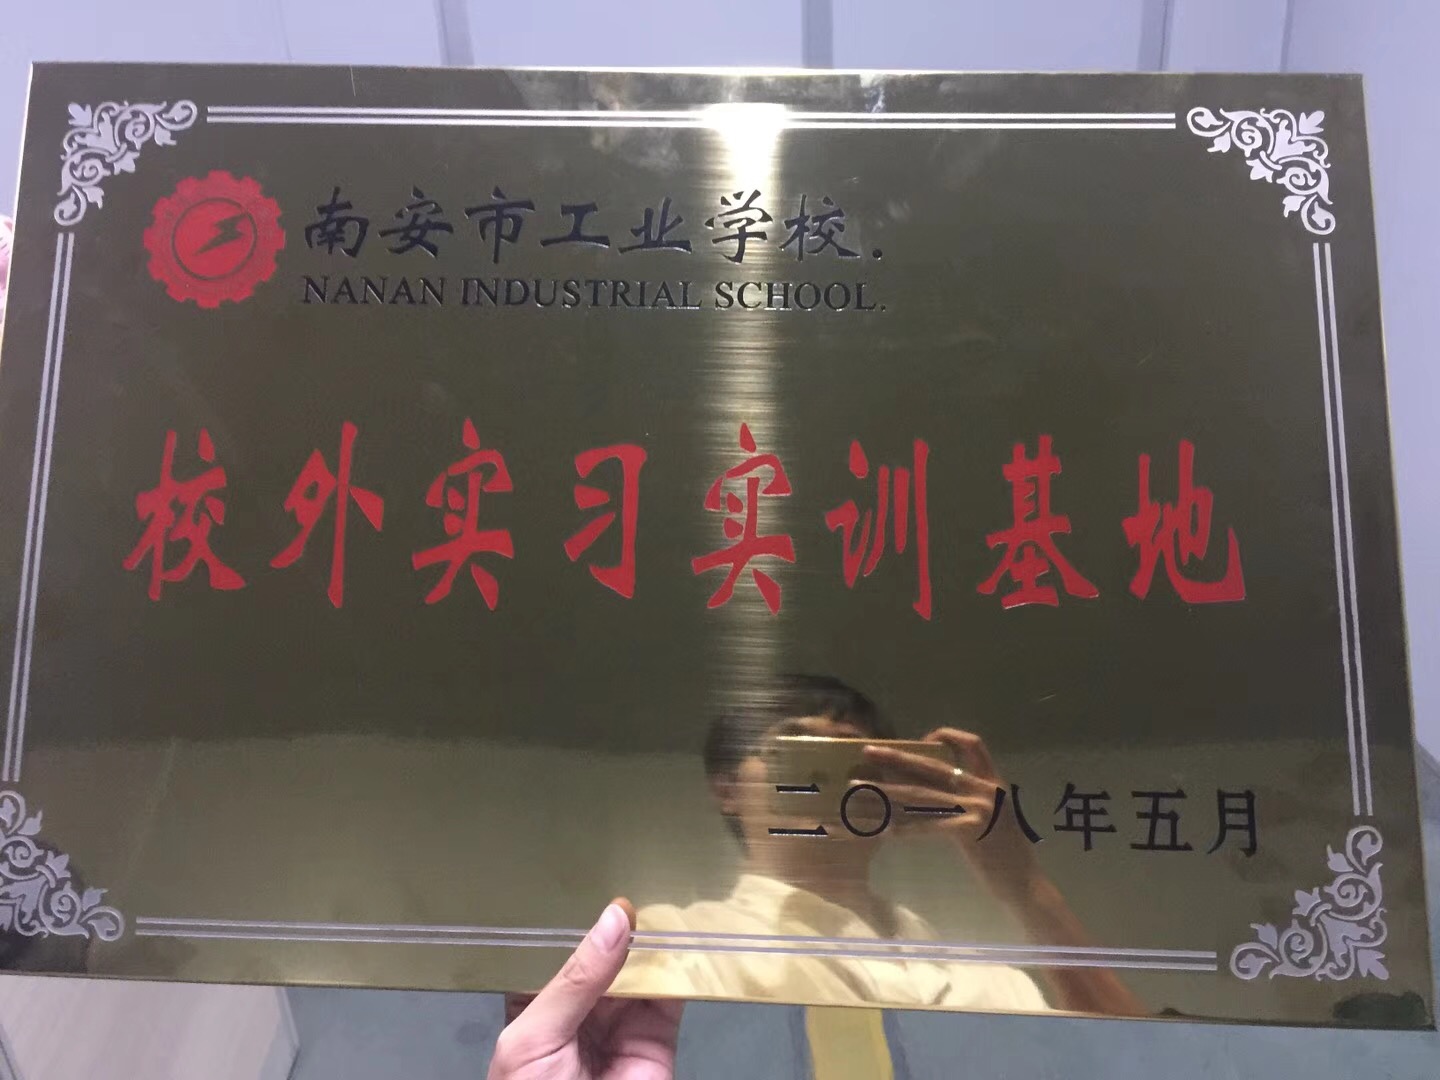 南安市工业学校.
NANAN INDUSTRIAL SCHOOL.
校外实习实训基地
二〇一八年五月